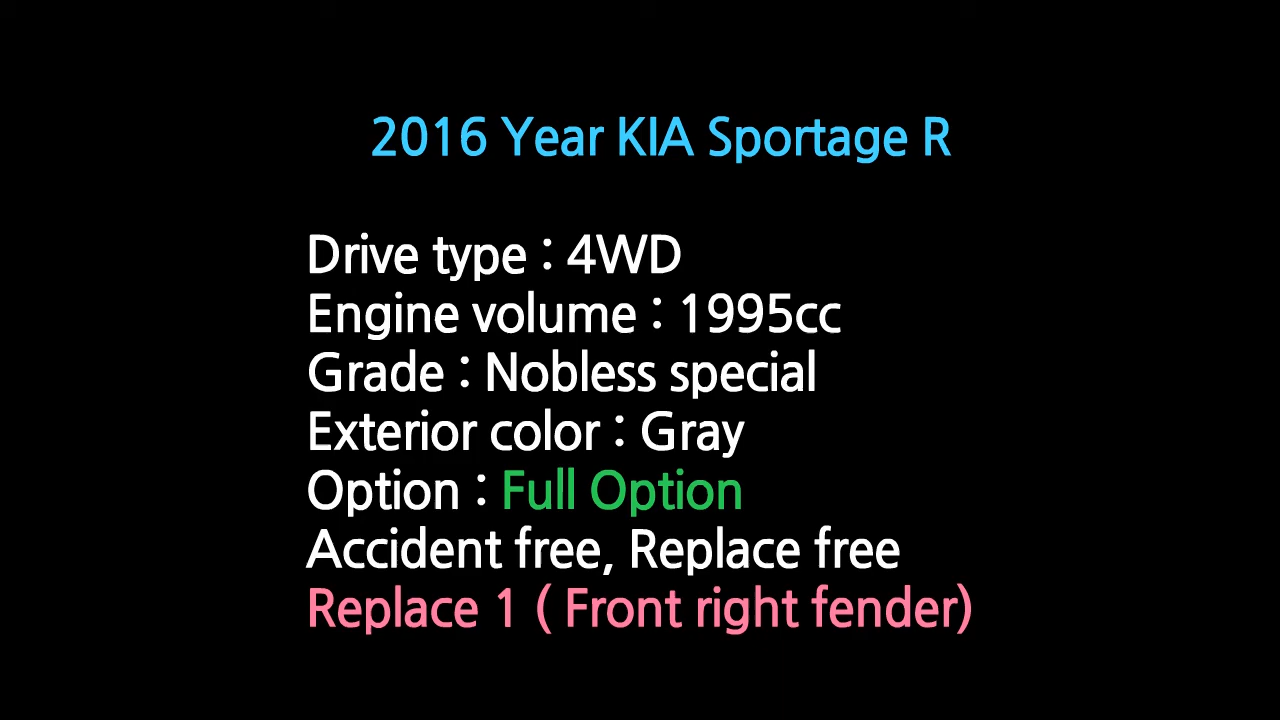 2016 Year KIA Sportage R
Drive type : 4WD
Engine volume : 1995cc
Grade : Nobless special
Exterior color : Gray
Option : Full Option
Accident free, Replace free
Replace 1 ( Front right fender)